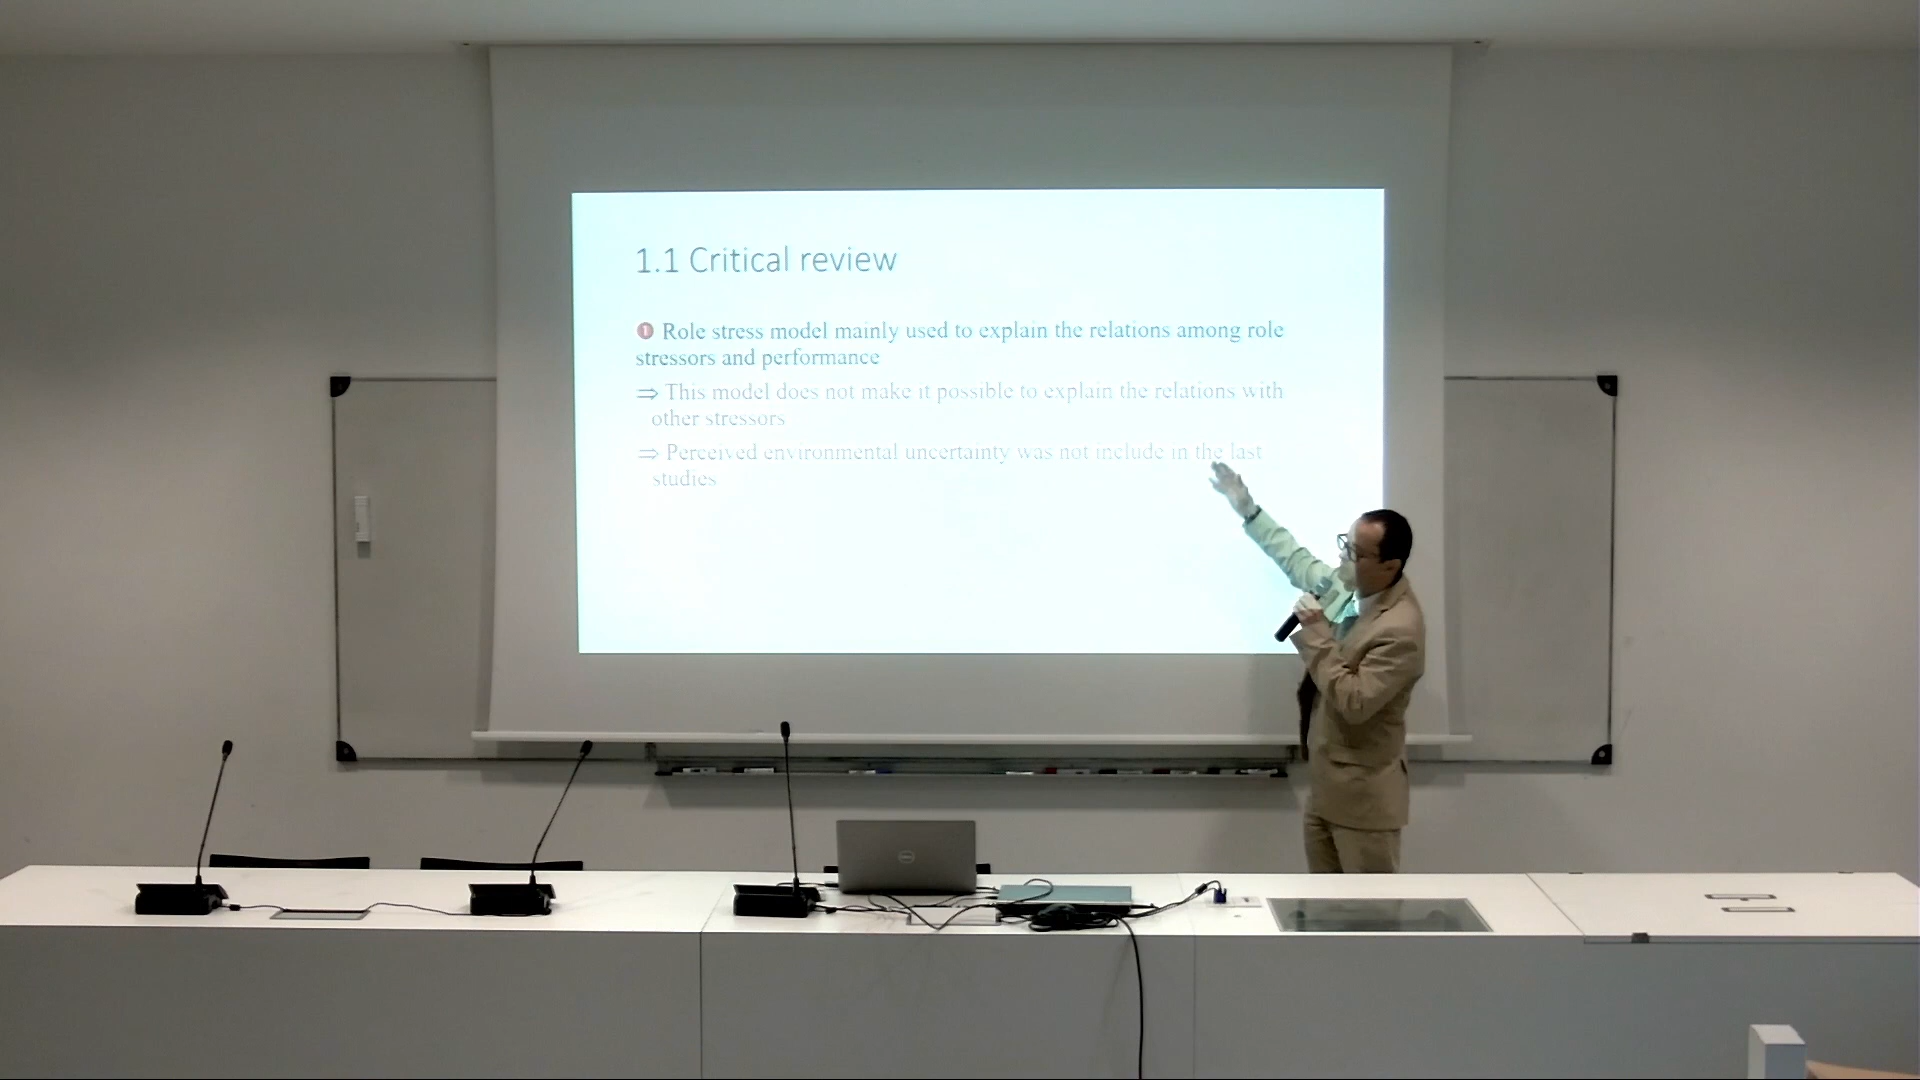 1.1 Critical review
1 Role stress model mainly used to explain the relations among role
stressors and performance
⇒ This model does not make it possible to explain the relations with
other stressors
⇒ Perceived environmental uncertainty was not include in the last
studies
DELL